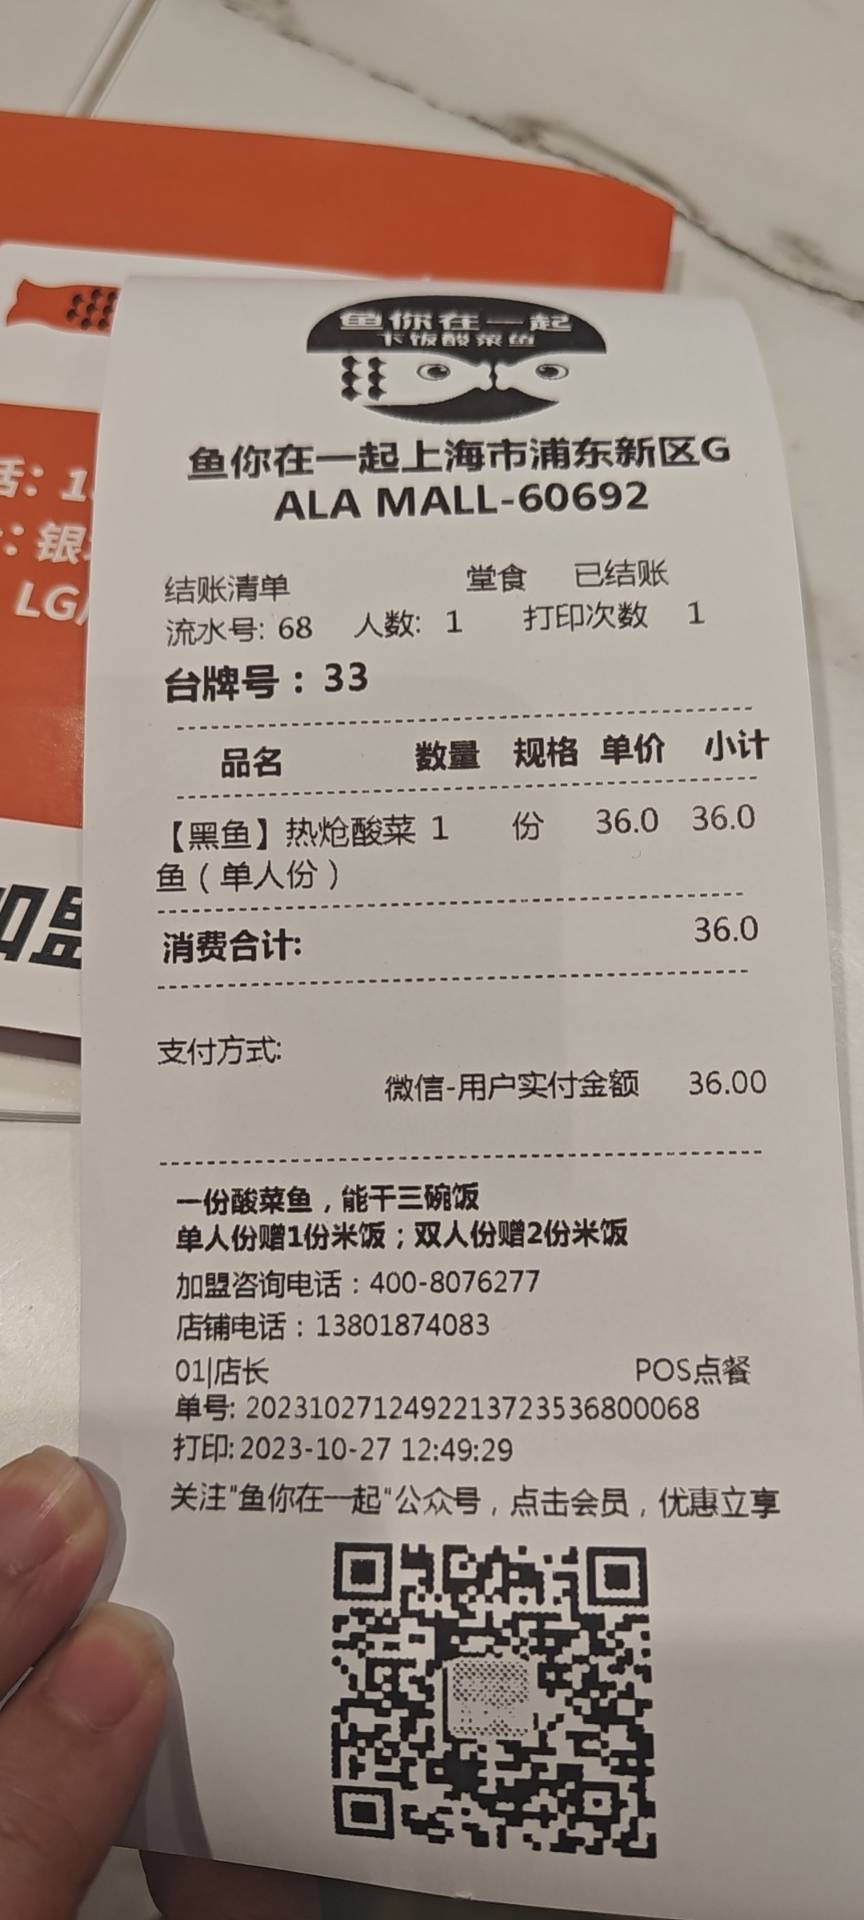 鱼你在一起
下饭酸菜鱼
鱼你在一起上海市浦东新区G
ALA MALL-60692
结账清单 堂食 已结账
流水号: 68 人数: 1 打印次数 1
台牌号：33
品名 数量 规格 单价 小计
【黑鱼】热炝酸菜 1 份 36.0 36.0
鱼（单人份）
消费合计: 36.0
支付方式:
微信-用户实付金额 36.00
一份酸菜鱼，能干三碗饭
单人份赠1份米饭；双人份赠2份米饭
加盟咨询电话：400-8076277
店铺电话：13801874083
01|店长 POS点餐
单号: 2023102712492213723536800068
打印: 2023-10-27 12:49:29
关注"鱼你在一起"公众号，点击会员，优惠立享
话: 1
: 银
LG
加盟